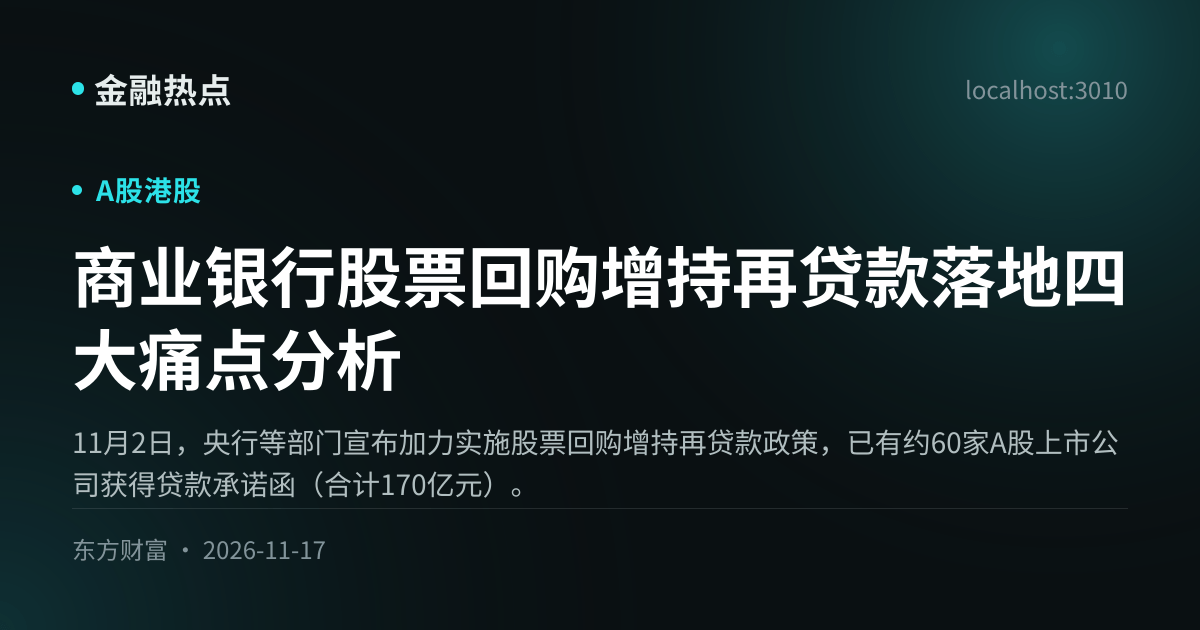 金融热点
localhost:3010
A股港股
商业银行股票回购增持再贷款落地四
大痛点分析
11月2日，央行等部门宣布加力实施股票回购增持再贷款政策，已有约60家A股上市公
司获得贷款承诺函（合计170亿元）。
东方财富 • 2026-11-17